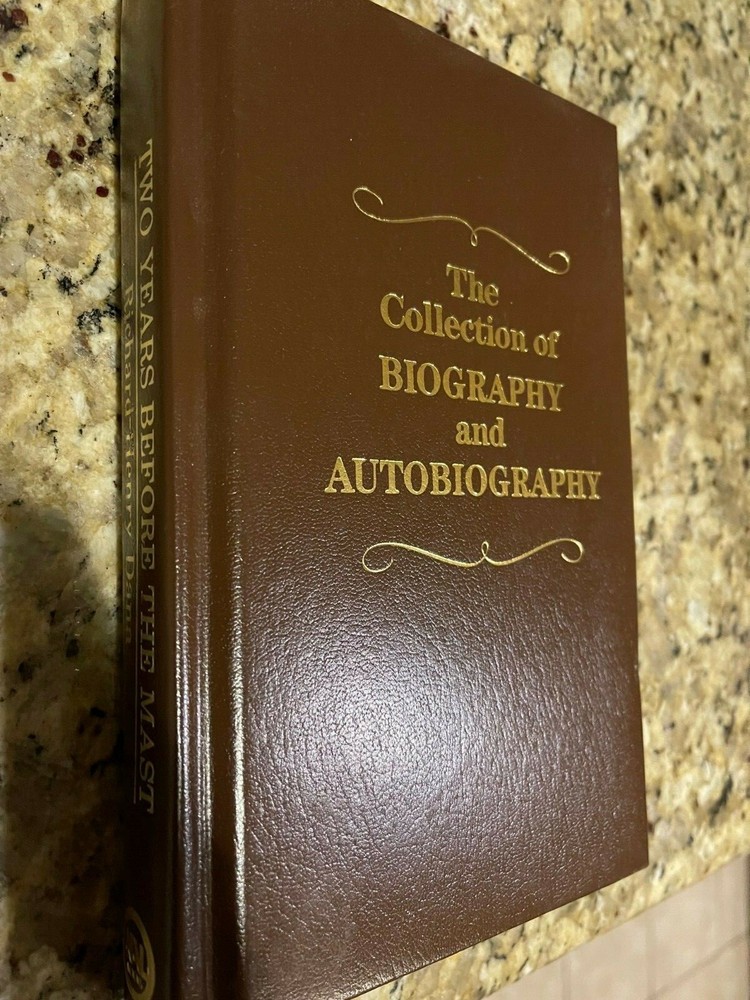 The
Collection of
BIOGRAPHY
and
AUTOBIOGRAPHY
TWO YEARS BEFORE THE MAST
Richard Henry Dana